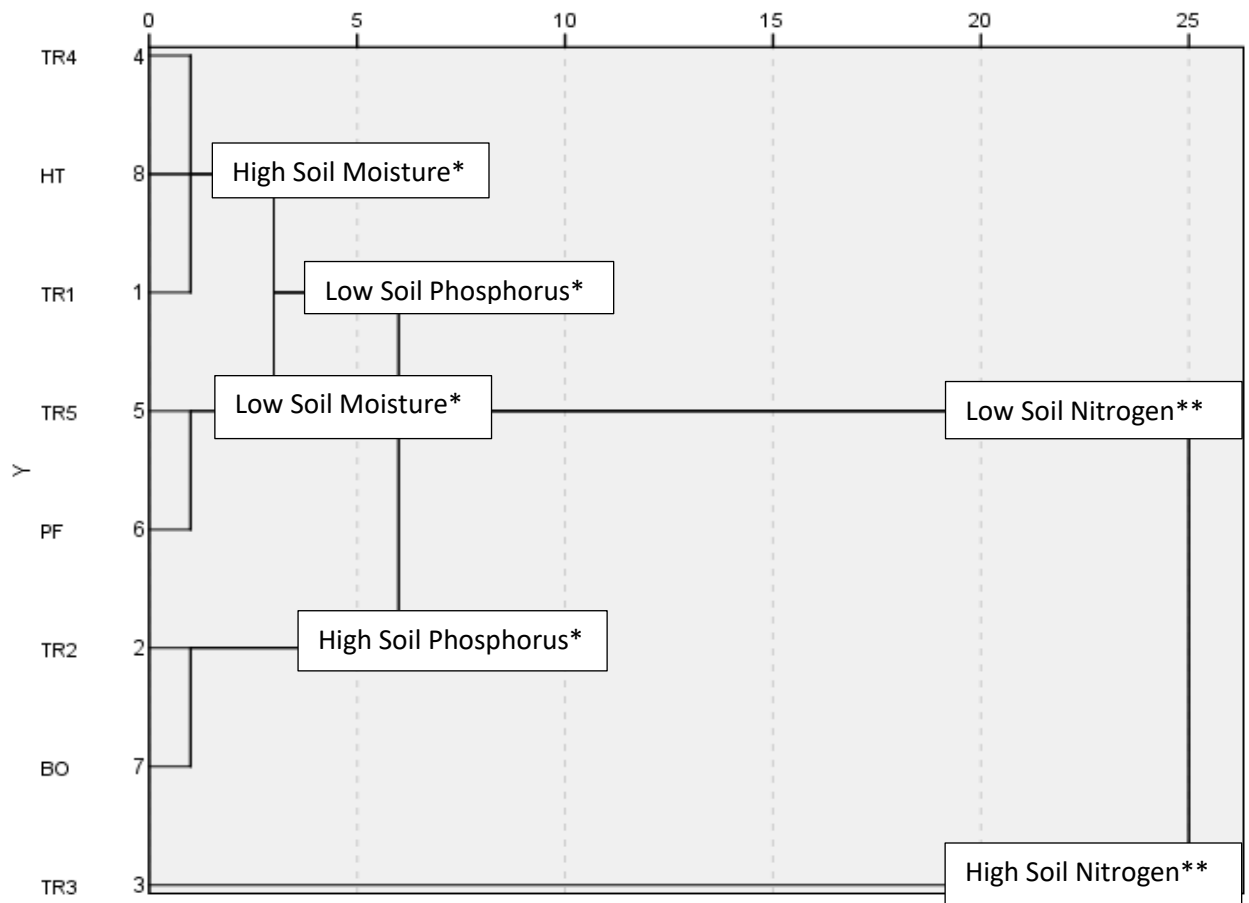 0 5 10 15 20 25
TR4 4
HT 8 High Soil Moisture*
TR1 1 Low Soil Phosphorus*
TR5 5 Low Soil Moisture* Low Soil Nitrogen**
Y
PF 6
TR2 2 High Soil Phosphorus*
BO 7
TR3 3 High Soil Nitrogen**